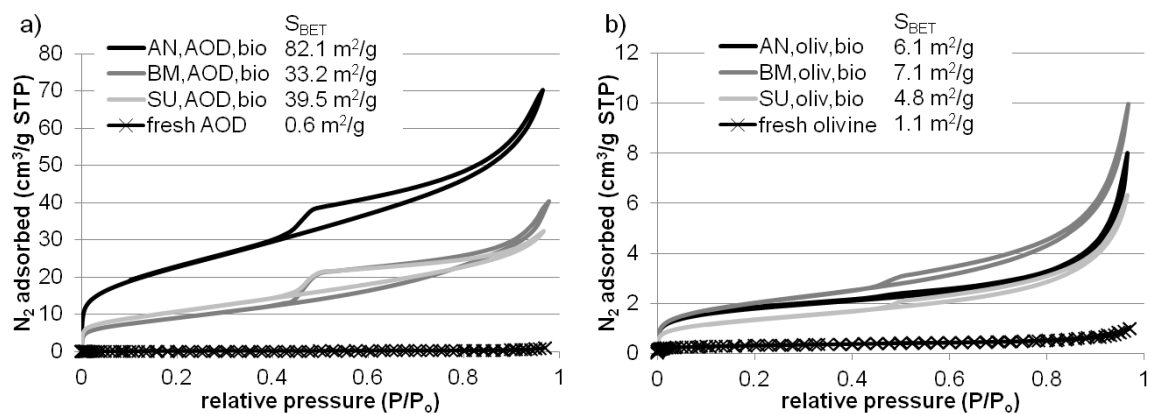 a)
S_BET
AN,AOD,bio 82.1 m²/g
BM,AOD,bio 33.2 m²/g
SU,AOD,bio 39.5 m²/g
fresh AOD 0.6 m²/g
N₂ adsorbed (cm³/g STP)
80
70
60
50
40
30
20
10
0
0 0.2 0.4 0.6 0.8 1
relative pressure (P/Pₒ)
b)
S_BET
AN,oliv,bio 6.1 m²/g
BM,oliv,bio 7.1 m²/g
SU,oliv,bio 4.8 m²/g
fresh olivine 1.1 m²/g
N₂ adsorbed (cm³/g STP)
12
10
8
6
4
2
0
0 0.2 0.4 0.6 0.8 1
relative pressure (P/Pₒ)